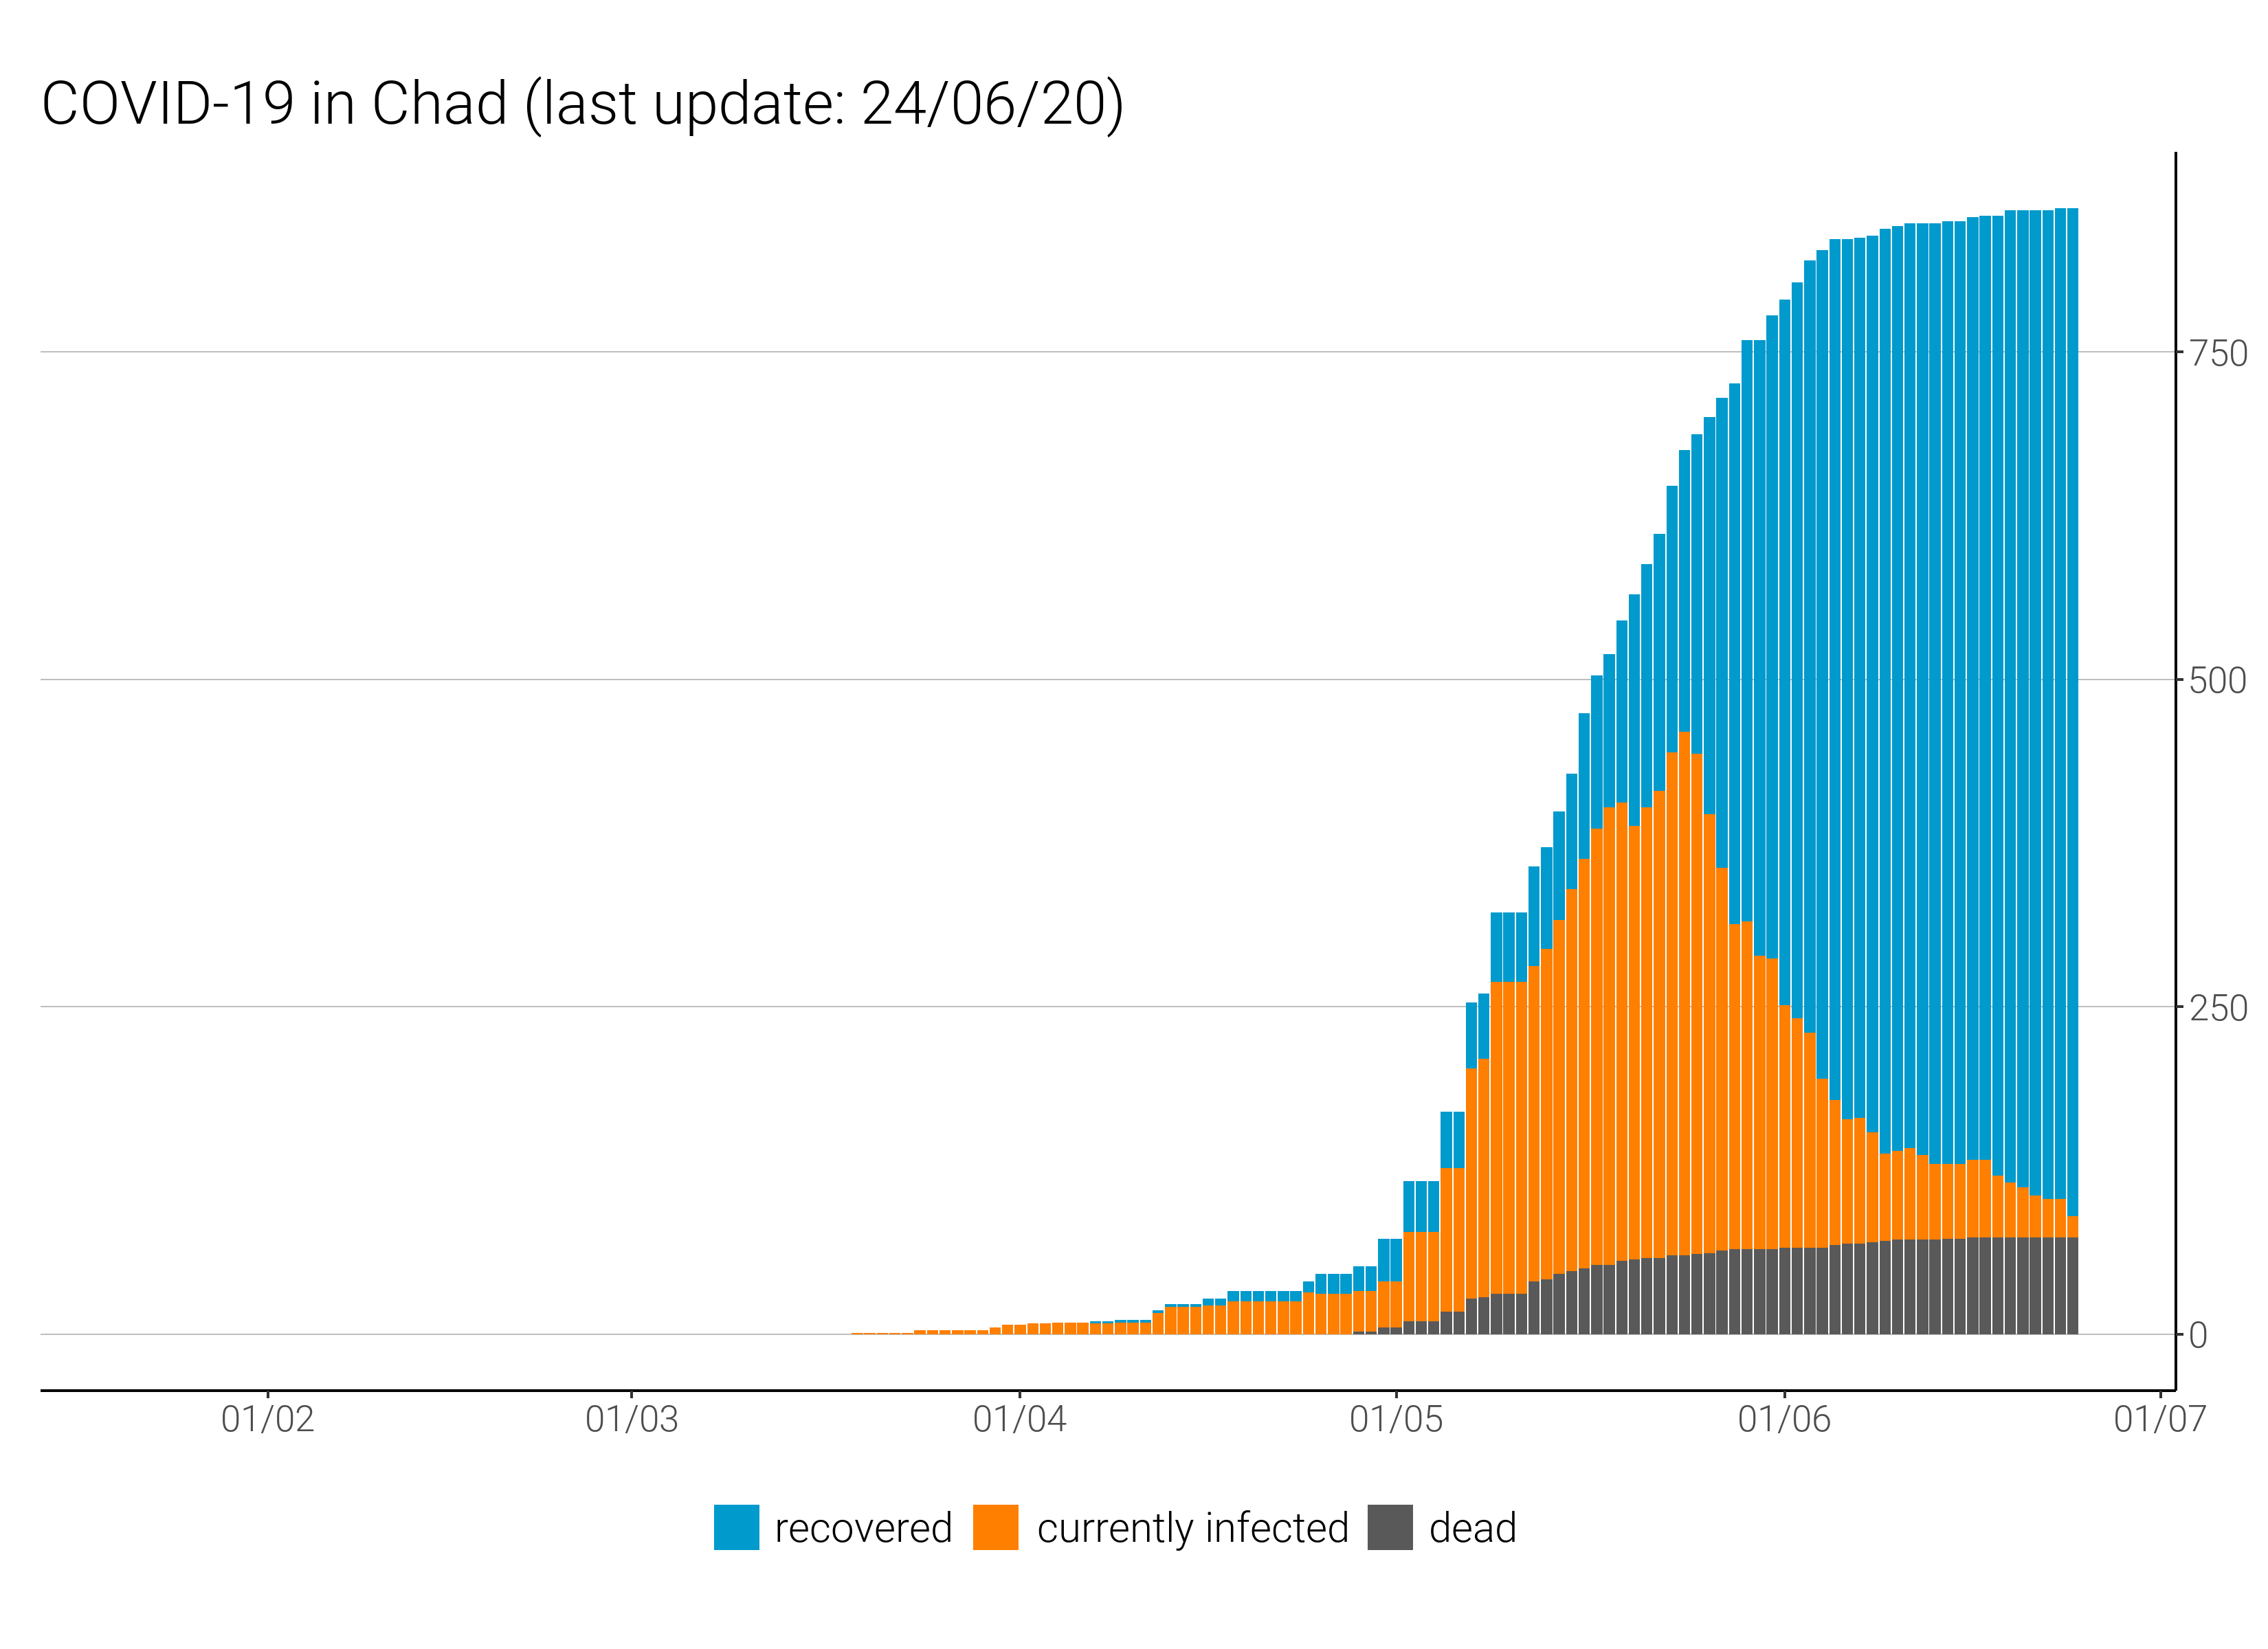 COVID-19 in Chad (last update: 24/06/20)
750
500
250
0
01/02 01/03 01/04 01/05 01/06 01/07
recovered currently infected dead